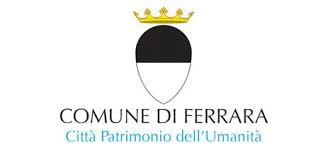 COMUNE DI FERRARA
Città Patrimonio dell'Umanità